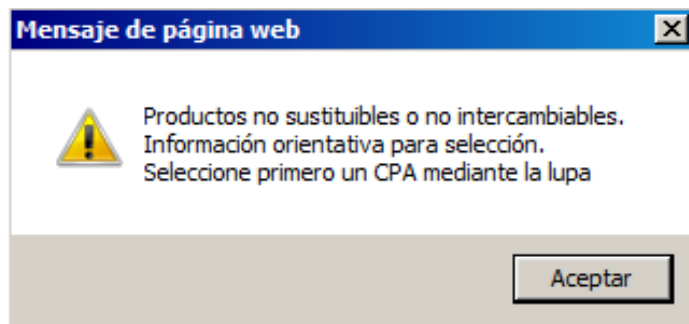 Mensaje de página web
Productos no sustituibles o no intercambiables.
Información orientativa para selección.
Seleccione primero un CPA mediante la lupa
Aceptar